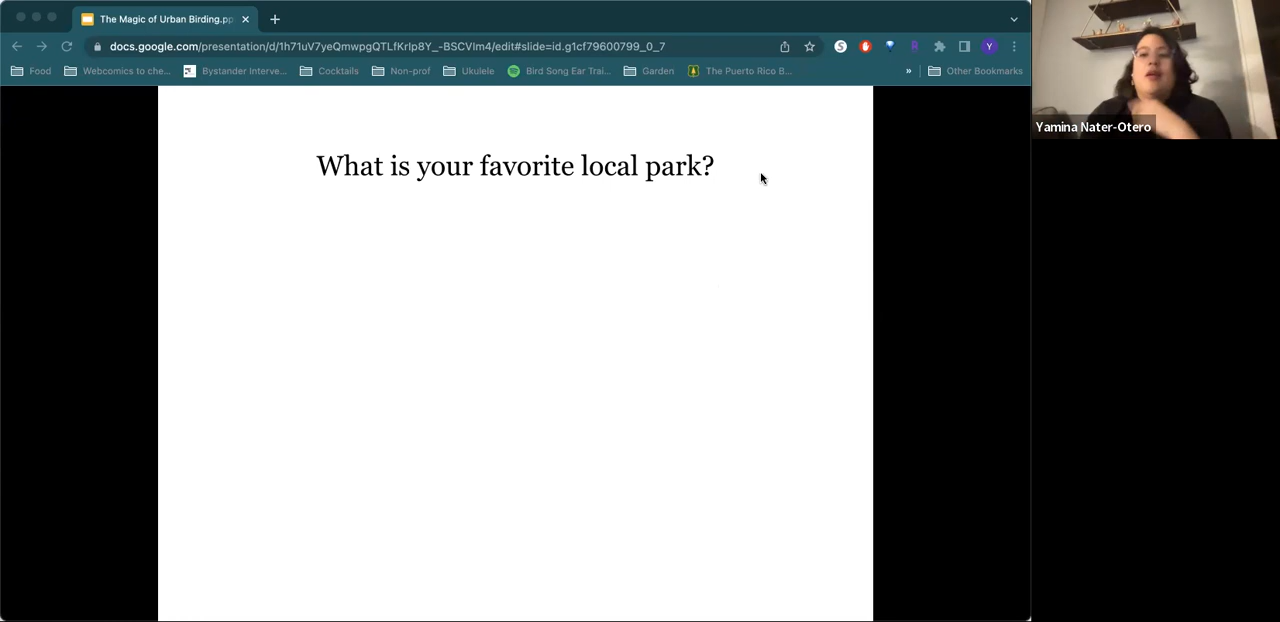 The Magic of Urban Birding.pp
docs.google.com/presentation/d/1h71uV7yeQmwpgQTLfKrIp8Y_-BSCVIm4/edit#slide=id.g1cf79600799_0_7
S
R
Y
Food
Webcomics to che...
Bystander Interve...
Cocktails
Non-prof
Ukulele
Bird Song Ear Trai...
Garden
The Puerto Rico B...
»
Other Bookmarks
What is your favorite local park?
Yamina Nater-Otero